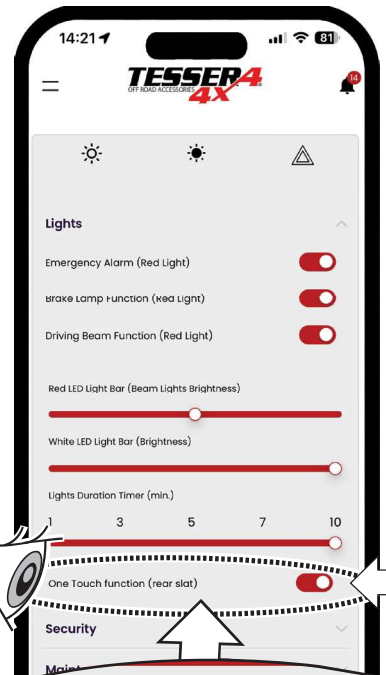 14:21
81
TESSER4
OFF ROAD ACCESSORIES
4X
14
Lights
Emergency Alarm (Red Light)
Brake Lamp Function (Red Light)
Driving Beam Function (Red Light)
Red LED Light Bar (Beam Lights Brightness)
White LED Light Bar (Brightness)
Lights Duration Timer (min.)
1 3 5 7 10
One Touch function (rear slat)
Security